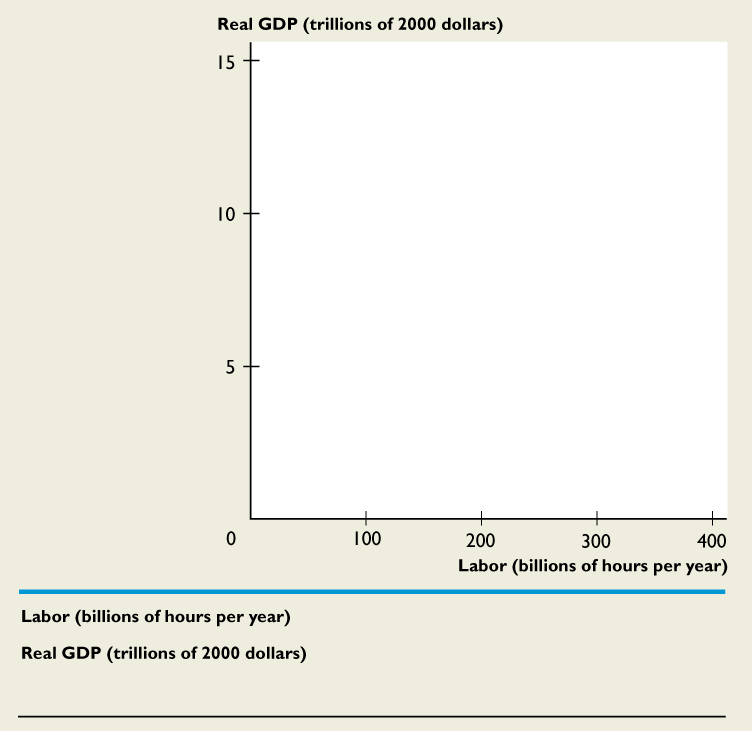 Real GDP (trillions of 2000 dollars)
15
10
5
0
100
200
300
400
Labor (billions of hours per year)
Labor (billions of hours per year)
Real GDP (trillions of 2000 dollars)